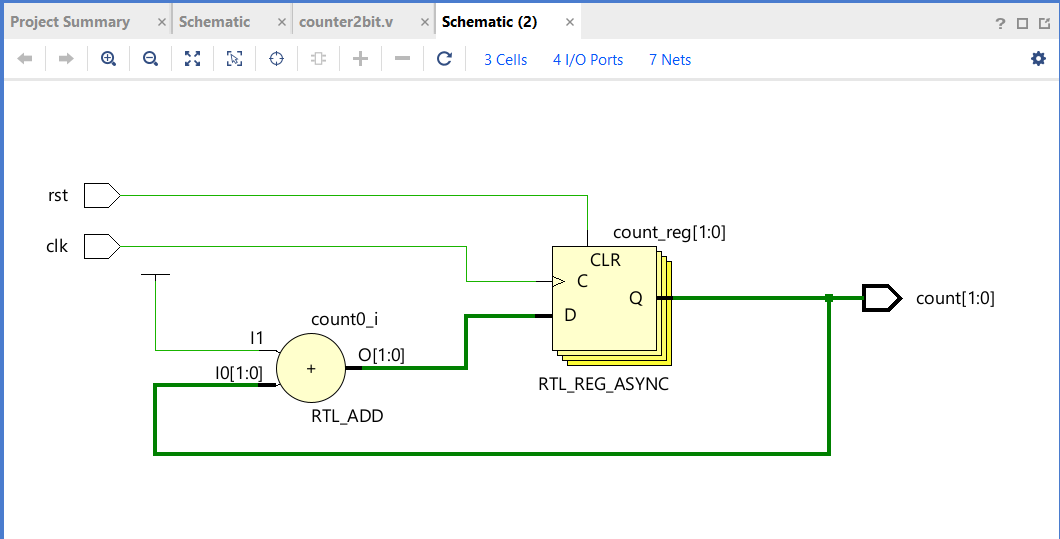 Project Summary × Schematic × counter2bit.v × Schematic (2) × ?
3 Cells 4 I/O Ports 7 Nets
rst
count_reg[1:0]
clk
CLR
C
Q
count[1:0]
D
count0_i
I1
O[1:0]
I0[1:0]
+
RTL_REG_ASYNC
RTL_ADD